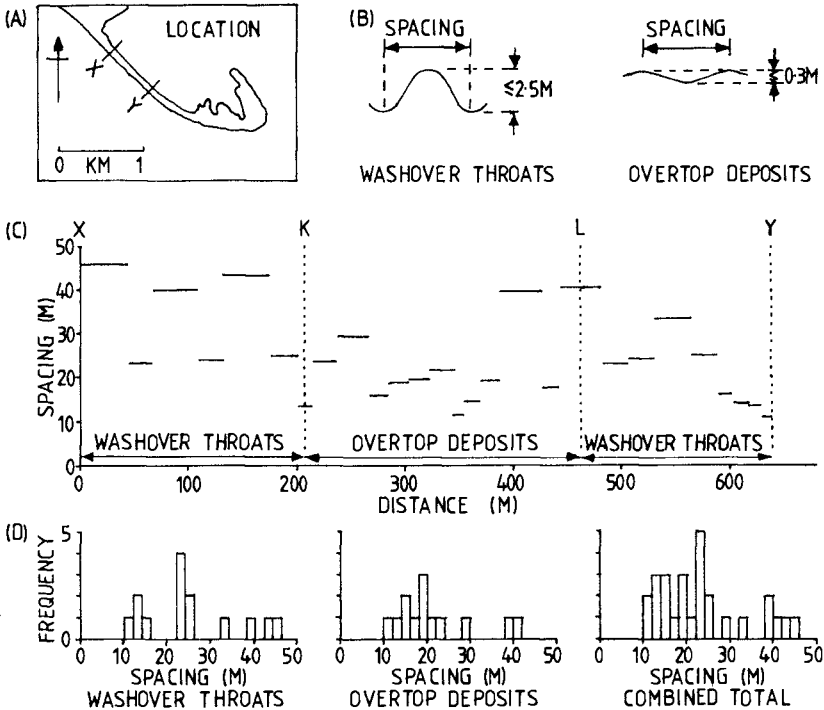 (A)
LOCATION
X
Y
0 KM 1
(B)
SPACING
≤2·5M
WASHOVER THROATS
SPACING
≤0·3M
OVERTOP DEPOSITS
(C)
X K L Y
SPACING (M)
50
40
30
20
10
0
WASHOVER THROATS
OVERTOP DEPOSITS
WASHOVER THROATS
0 100 200 300 400 500 600
DISTANCE (M)
(D)
FREQUENCY
5
0
0 10 20 30 40 50
SPACING (M)
WASHOVER THROATS
0 10 20 30 40 50
SPACING (M)
OVERTOP DEPOSITS
0 10 20 30 40 50
SPACING (M)
COMBINED TOTAL